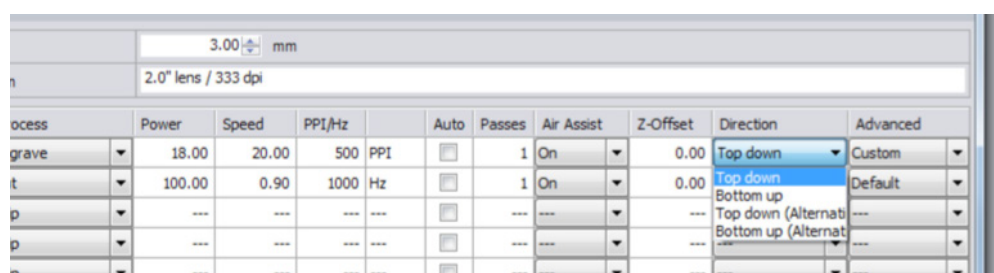 3.00 mm
2.0" lens / 333 dpi
ocess Power Speed PPI/Hz Auto Passes Air Assist Z-Offset Direction Advanced
grave 18.00 20.00 500 PPI 1 On 0.00 Top down Custom
t 100.00 0.90 1000 Hz 1 On 0.00 Top down Default
Bottom up
p --- --- --- --- --- --- --- Top down (Alternati ---
Bottom up (Alternat
p --- --- --- --- --- --- --- --- ---
--- --- --- --- --- --- --- ---